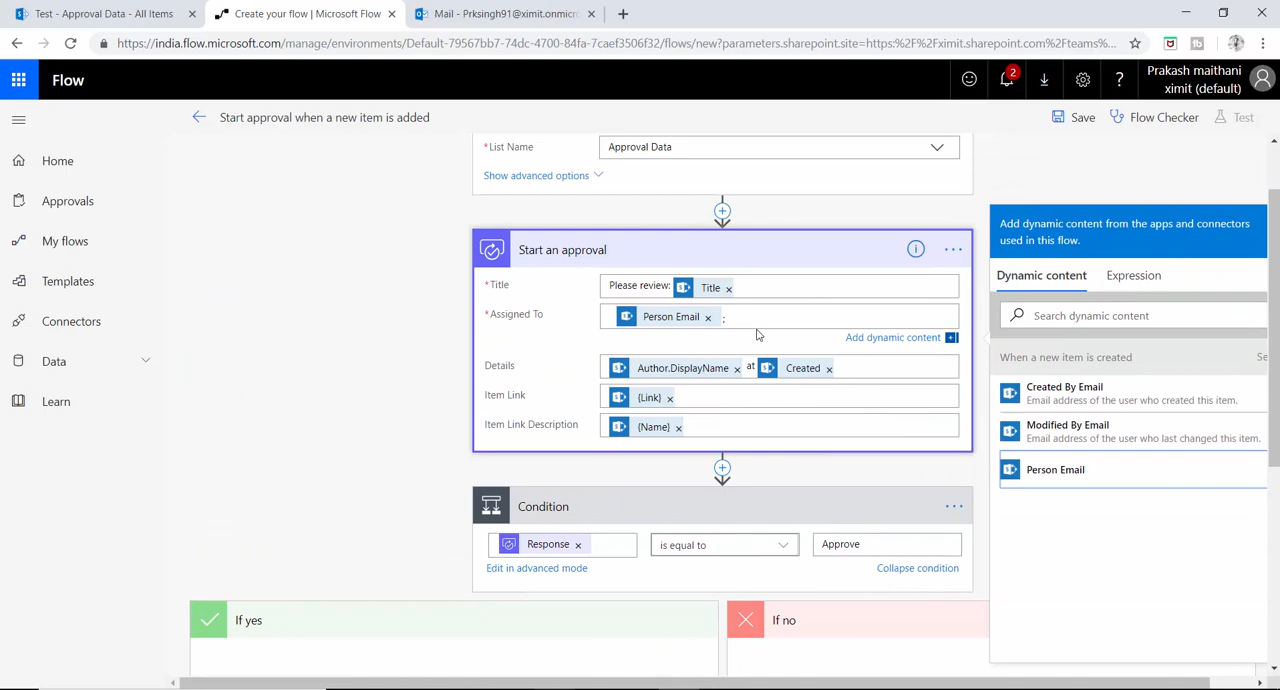 Test - Approval Data - All Items
Create your flow | Microsoft Flow
Mail - Prksingh91@ximit.onmicr
https://india.flow.microsoft.com/manage/environments/Default-79567bb7-74dc-4700-84fa-7caef3506f32/flows/new?parameters.sharepoint.site=https:%2F%2Fximit.sharepoint.com%2Fteams%...
Flow
2
?
Prakash maithani
ximit (default)
Start approval when a new item is added
Save
Flow Checker
Test
Home
Approvals
My flows
Templates
Connectors
Data
Learn
*List Name
Approval Data
Show advanced options
Start an approval
*Title
Please review: Title ×
*Assigned To
Person Email × ;
Add dynamic content
Details
Author.DisplayName × at Created ×
Item Link
{Link} ×
Item Link Description
{Name} ×
Condition
Response ×
is equal to
Approve
Edit in advanced mode
Collapse condition
If yes
If no
Add dynamic content from the apps and connectors
used in this flow.
Dynamic content
Expression
Search dynamic content
When a new item is created
Se
Created By Email
Email address of the user who created this item.
Modified By Email
Email address of the user who last changed this item.
Person Email